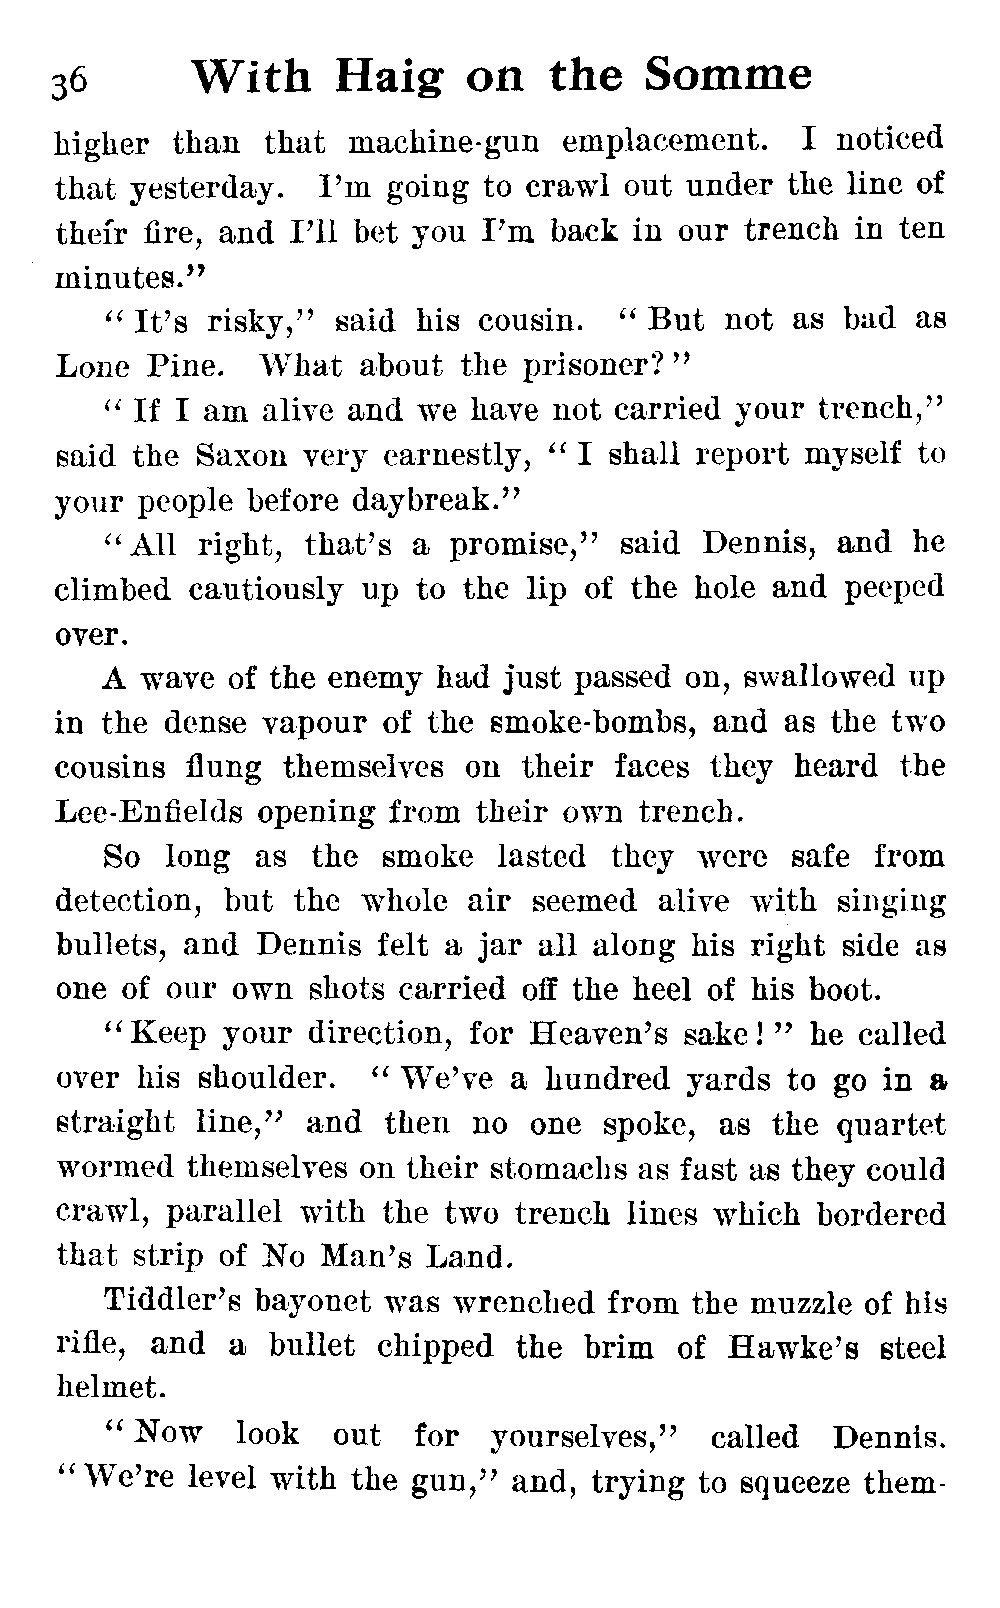 36 With Haig on the Somme
higher than that machine-gun emplacement. I noticed
that yesterday. I'm going to crawl out under the line of
their fire, and I'll bet you I'm back in our trench in ten
minutes."
" It's risky," said his cousin. " But not as bad as
Lone Pine. What about the prisoner? "
" If I am alive and we have not carried your trench,"
said the Saxon very earnestly, " I shall report myself to
your people before daybreak."
" All right, that's a promise," said Dennis, and he
climbed cautiously up to the lip of the hole and peeped
over.
A wave of the enemy had just passed on, swallowed up
in the dense vapour of the smoke-bombs, and as the two
cousins flung themselves on their faces they heard the
Lee-Enfields opening from their own trench.
So long as the smoke lasted they were safe from
detection, but the whole air seemed alive with singing
bullets, and Dennis felt a jar all along his right side as
one of our own shots carried off the heel of his boot.
" Keep your direction, for Heaven's sake ! " he called
over his shoulder. " We've a hundred yards to go in a
straight line," and then no one spoke, as the quartet
wormed themselves on their stomachs as fast as they could
crawl, parallel with the two trench lines which bordered
that strip of No Man's Land.
Tiddler's bayonet was wrenched from the muzzle of his
rifle, and a bullet chipped the brim of Hawke's steel
helmet.
" Now look out for yourselves," called Dennis.
" We're level with the gun," and, trying to squeeze them-